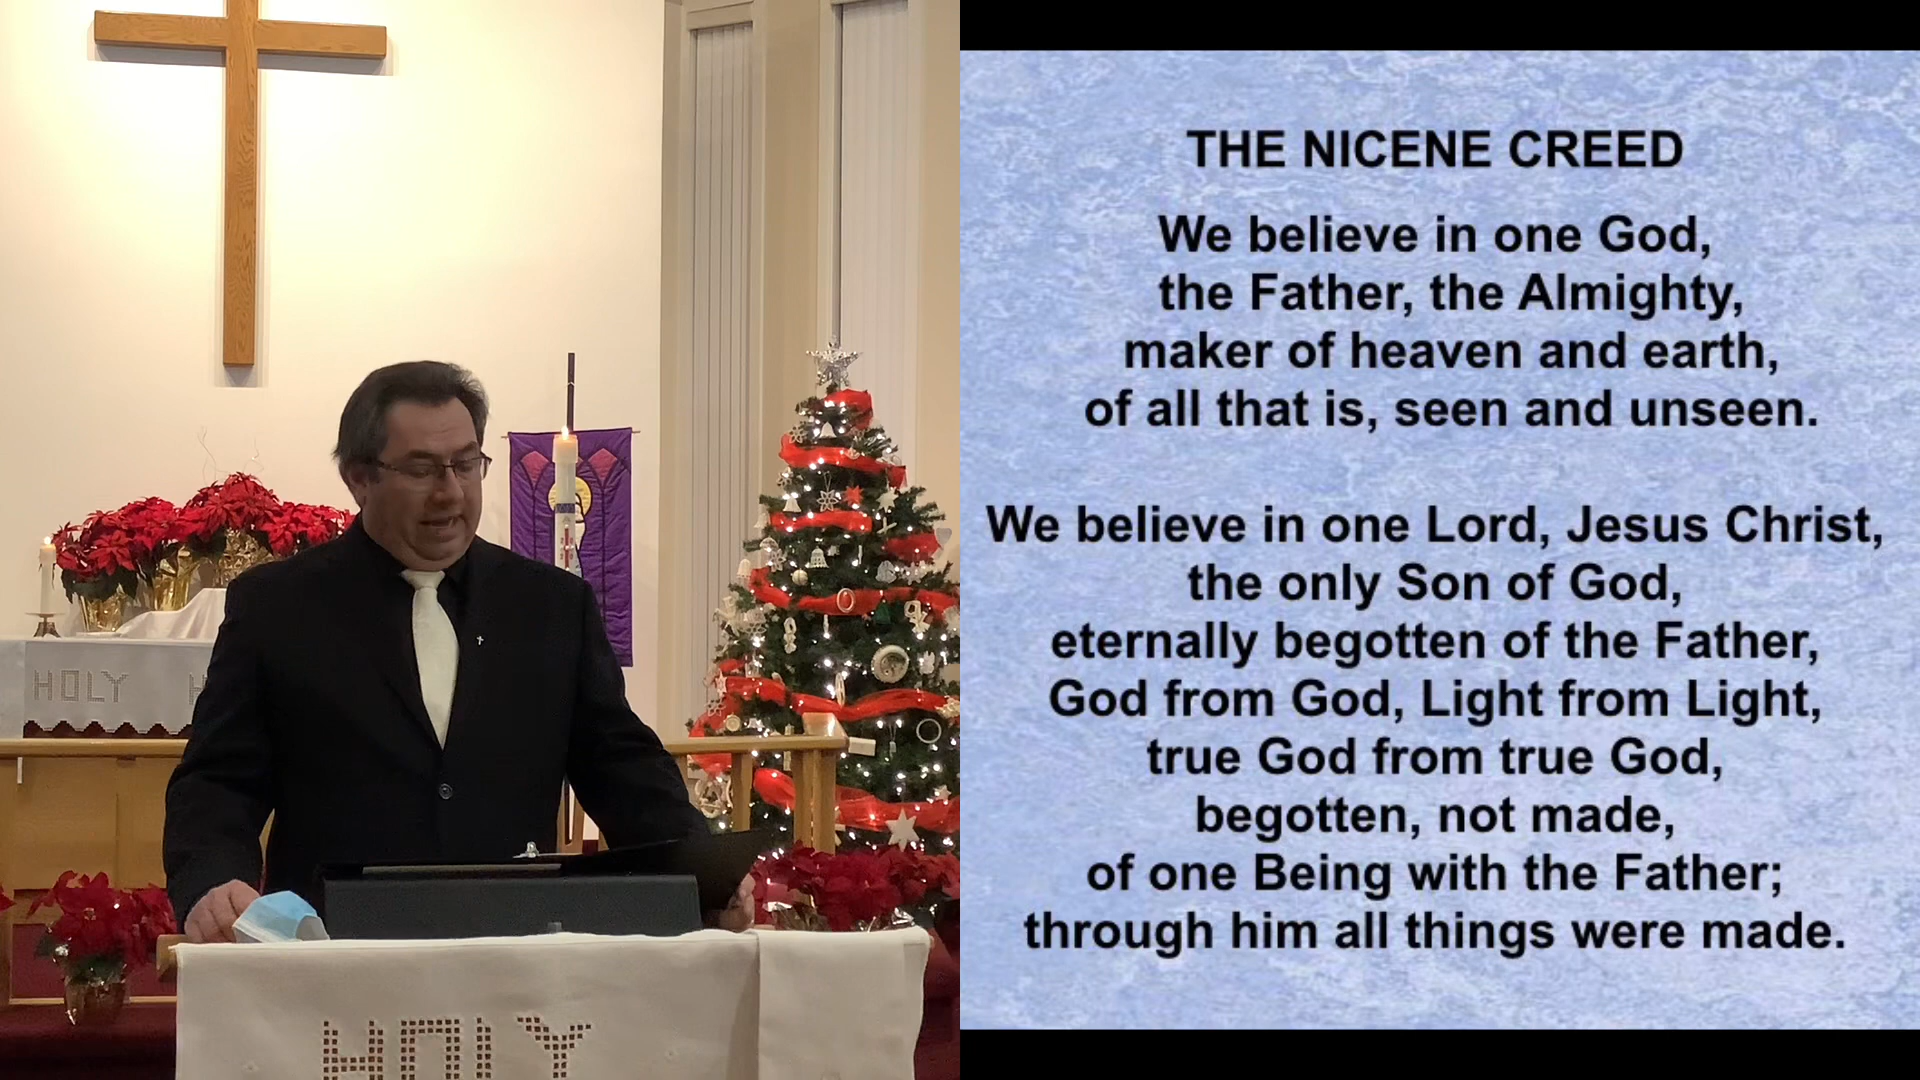 HOLY
HOLY
THE NICENE CREED
We believe in one God,
the Father, the Almighty,
maker of heaven and earth,
of all that is, seen and unseen.
We believe in one Lord, Jesus Christ,
the only Son of God,
eternally begotten of the Father,
God from God, Light from Light,
true God from true God,
begotten, not made,
of one Being with the Father;
through him all things were made.